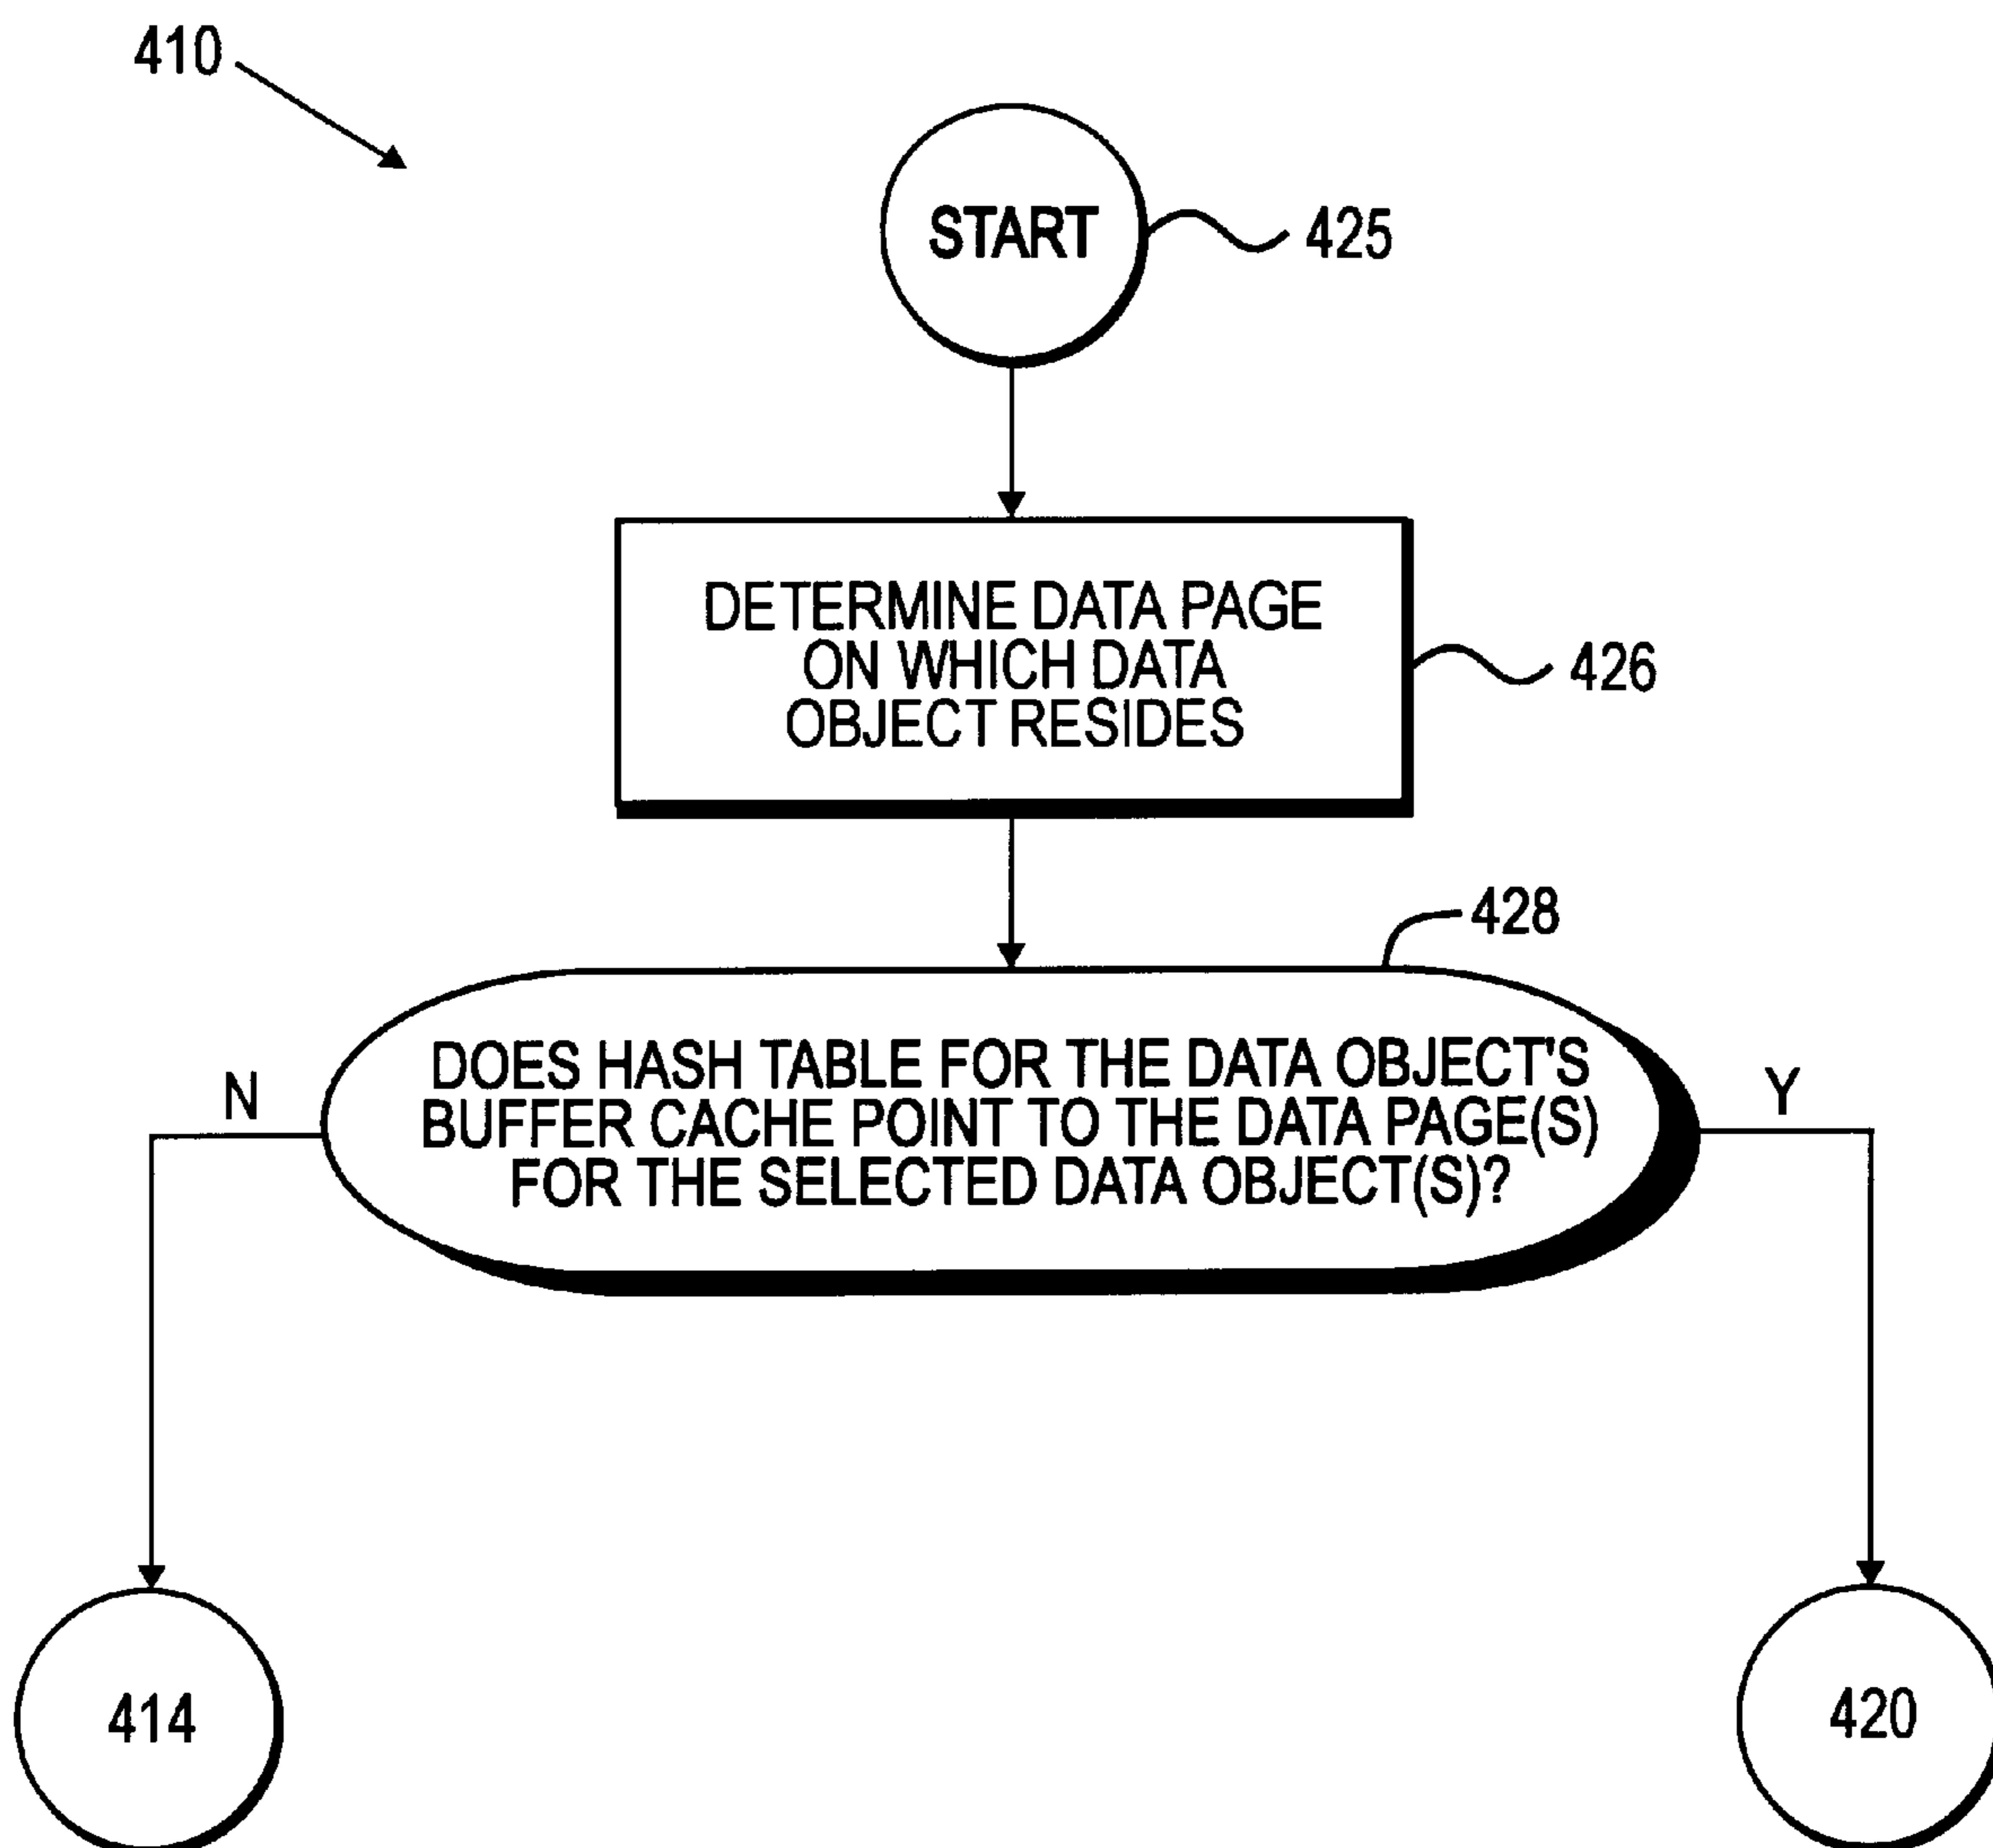 410
START
425
DETERMINE DATA PAGE
ON WHICH DATA
OBJECT RESIDES
426
428
DOES HASH TABLE FOR THE DATA OBJECT'S
BUFFER CACHE POINT TO THE DATA PAGE(S)
FOR THE SELECTED DATA OBJECT(S)?
N
Y
414
420